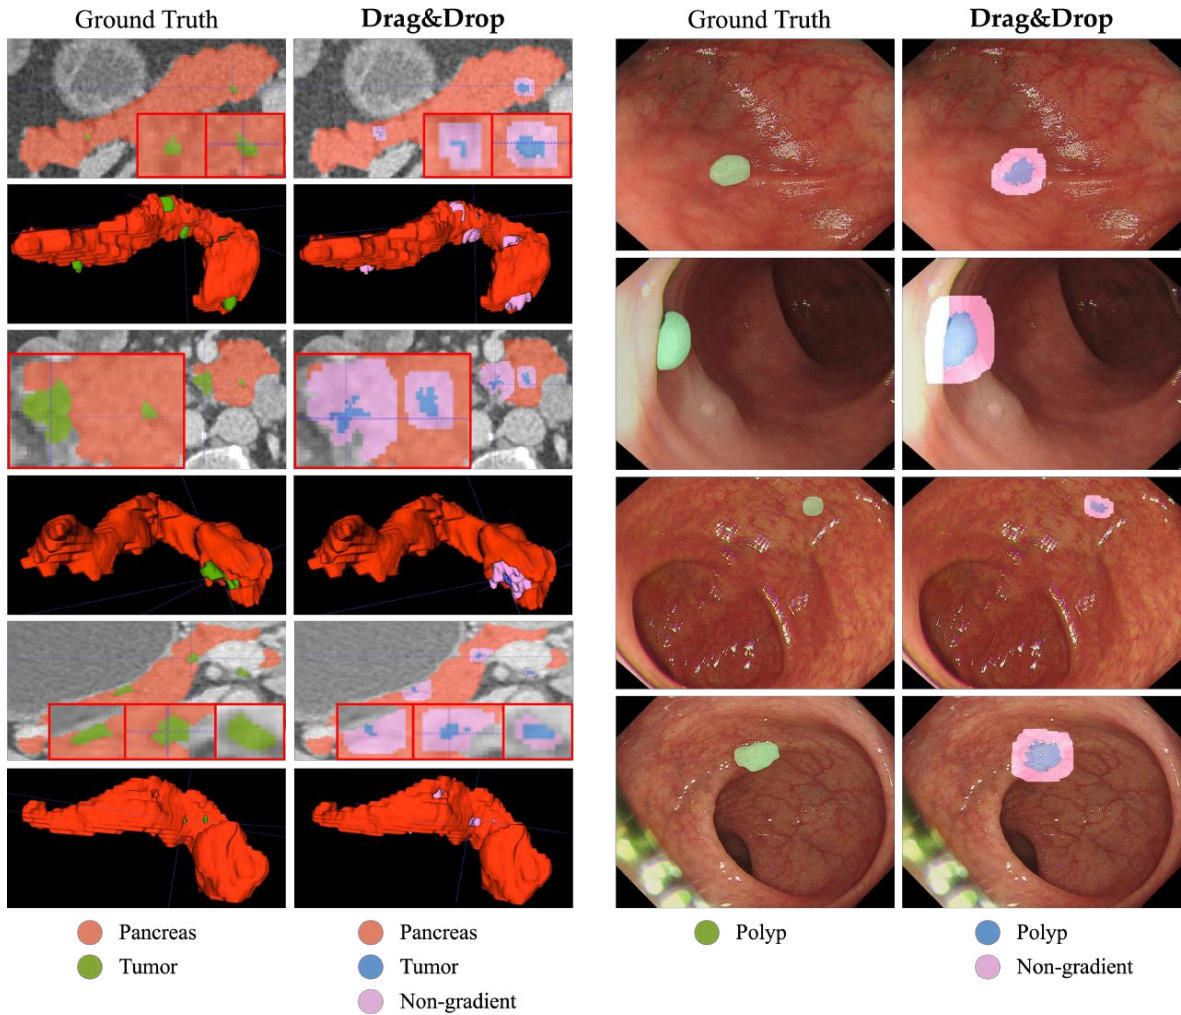 Ground Truth
Drag&Drop
Ground Truth
Drag&Drop
Pancreas
Tumor
Pancreas
Tumor
Non-gradient
Polyp
Polyp
Non-gradient